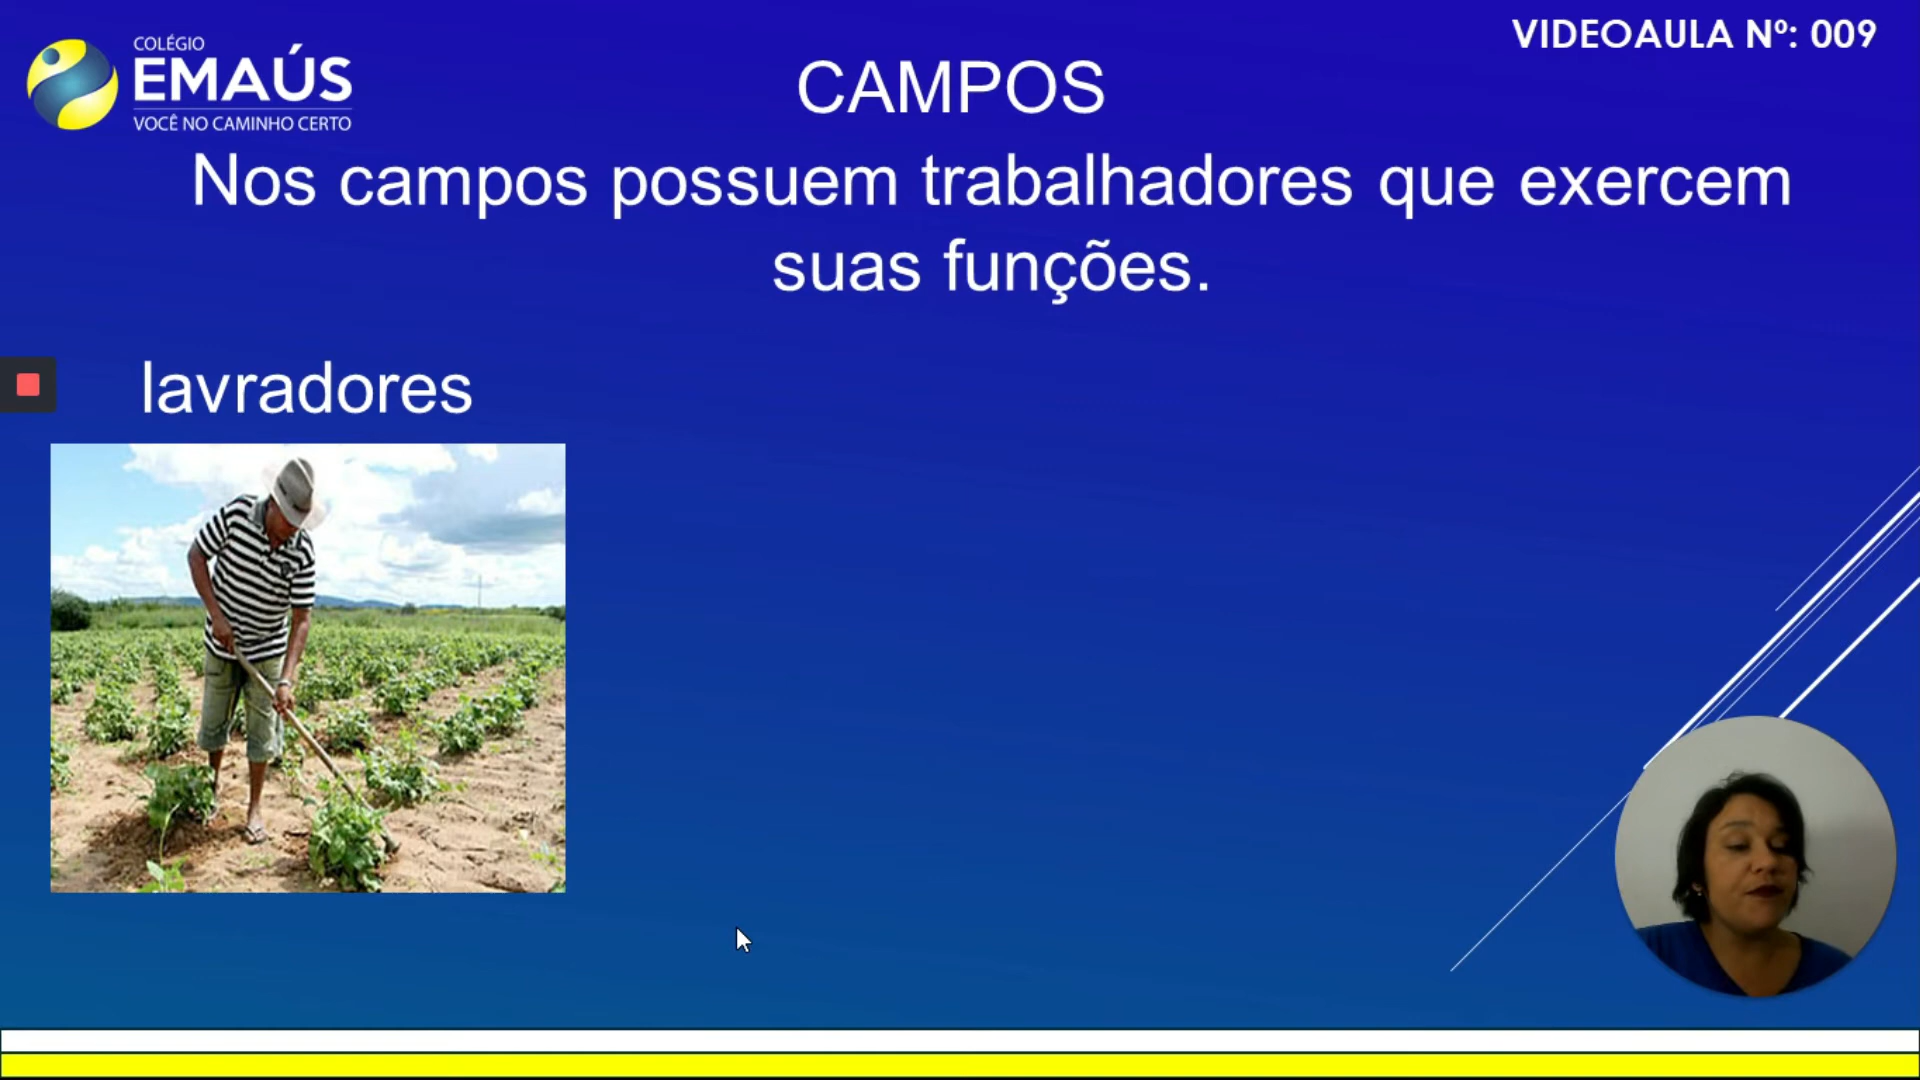 COLÉGIO
EMAÚS
VOCÊ NO CAMINHO CERTO
VIDEOAULA Nº: 009
CAMPOS
Nos campos possuem trabalhadores que exercem
suas funções.
lavradores